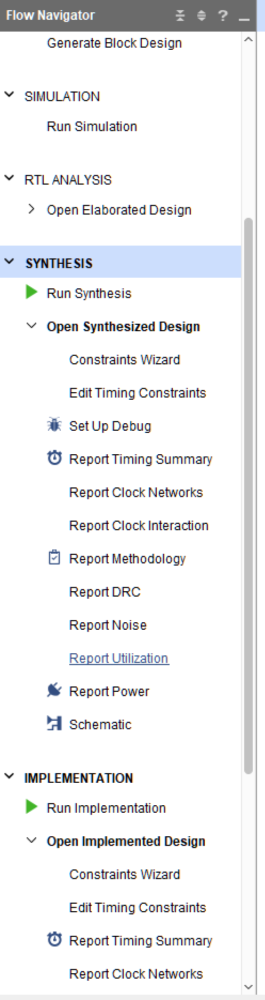 Flow Navigator ?
Generate Block Design
SIMULATION
Run Simulation
RTL ANALYSIS
Open Elaborated Design
SYNTHESIS
Run Synthesis
Open Synthesized Design
Constraints Wizard
Edit Timing Constraints
Set Up Debug
Report Timing Summary
Report Clock Networks
Report Clock Interaction
Report Methodology
Report DRC
Report Noise
Report Utilization
Report Power
Schematic
IMPLEMENTATION
Run Implementation
Open Implemented Design
Constraints Wizard
Edit Timing Constraints
Report Timing Summary
Report Clock Networks